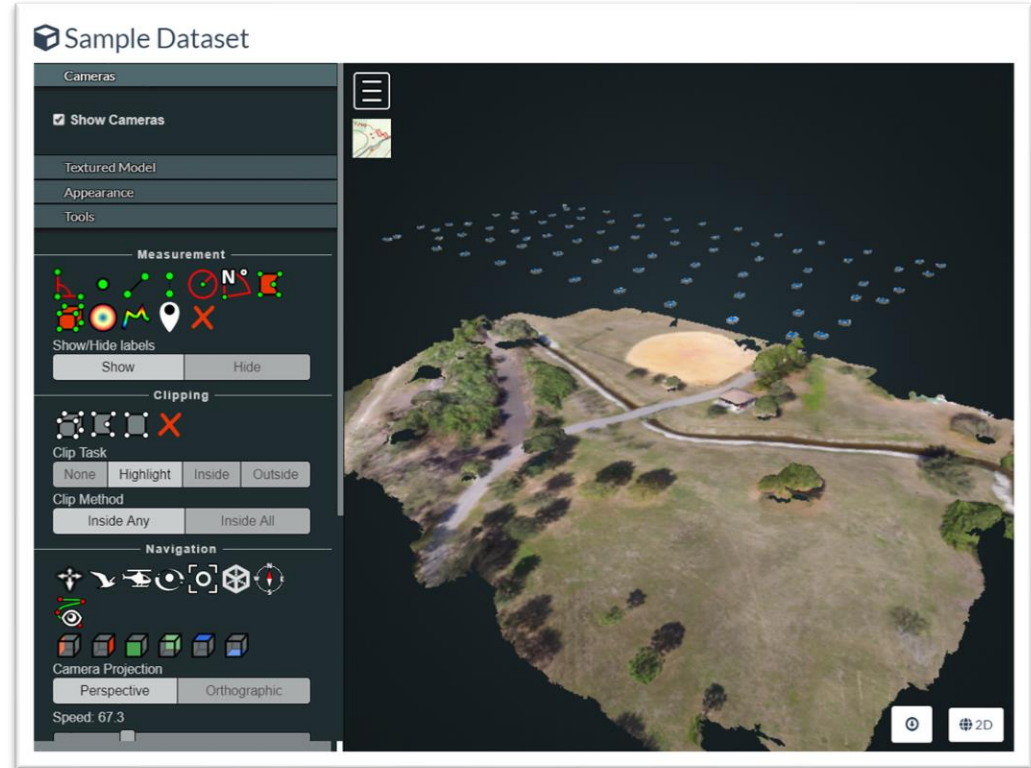 Sample Dataset
Cameras
Show Cameras
Textured Model
Appearance
Tools
Measurement
N°
Show/Hide labels
Show Hide
Clipping
Clip Task
None Highlight Inside Outside
Clip Method
Inside Any Inside All
Navigation
N
S
Camera Projection
Perspective Orthographic
Speed: 67.3
2D